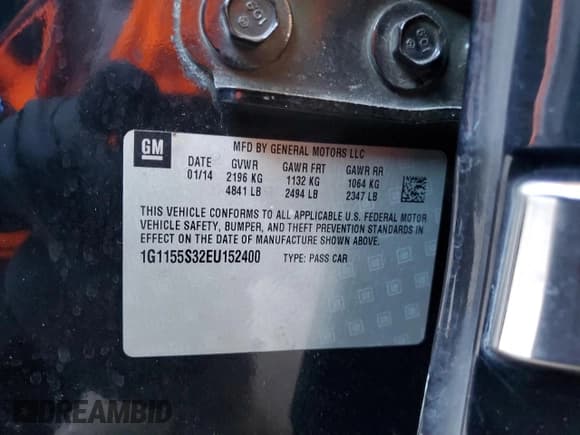 108
108
GM
MFD BY GENERAL MOTORS LLC
DATE GVWR GAWR FRT GAWR RR
01/14 2196 KG 1132 KG 1064 KG
4841 LB 2494 LB 2347 LB
THIS VEHICLE CONFORMS TO ALL APPLICABLE U.S. FEDERAL MOTOR
VEHICLE SAFETY, BUMPER, AND THEFT PREVENTION STANDARDS IN
EFFECT ON THE DATE OF MANUFACTURE SHOWN ABOVE.
1G1155S32EU152400 TYPE: PASS CAR
DREAMBID